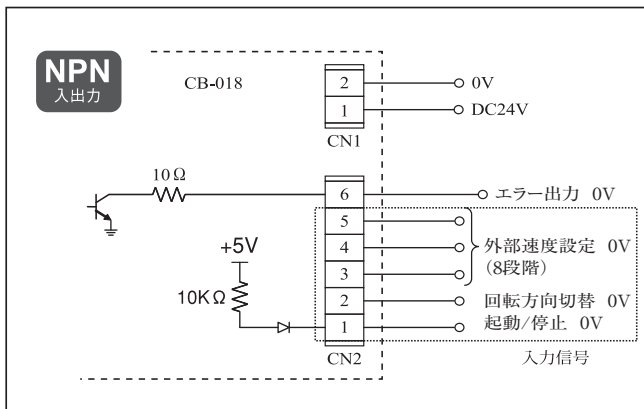 NPN
入出力
CB-018
2
0V
1
DC24V
CN1
10Ω
6
エラー出力 0V
5
4
外部速度設定 0V
(8段階)
3
+5V
10KΩ
2
回転方向切替 0V
1
起動/停止 0V
CN2
入力信号